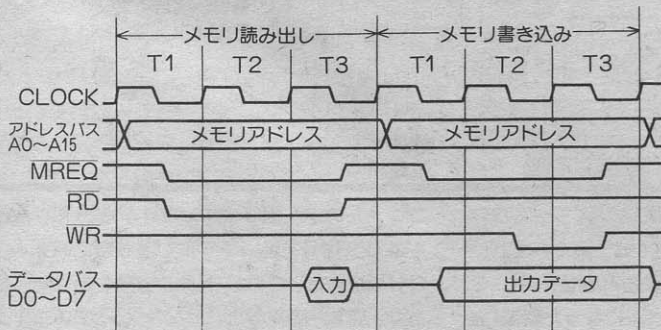 メモリ読み出し メモリ書き込み
T1 T2 T3 T1 T2 T3
CLOCK
アドレスバス
A0～A15
メモリアドレス メモリアドレス
MREQ
RD
WR
データバス
D0～D7
入力 出力データ